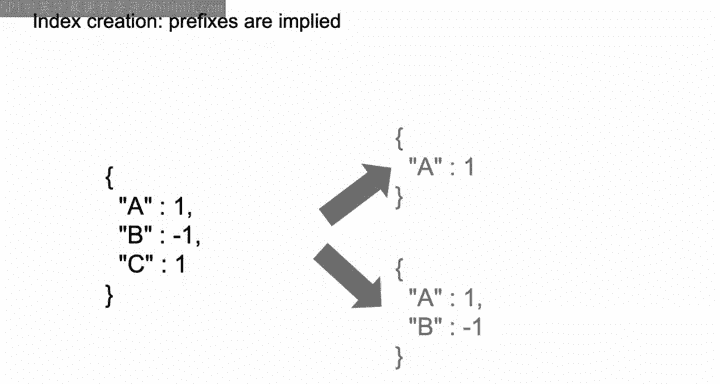 Index creation: prefixes are implied
{
"A" : 1,
"B" : -1,
"C" : 1
}
{
"A" : 1
}
{
"A" : 1,
"B" : -1
}